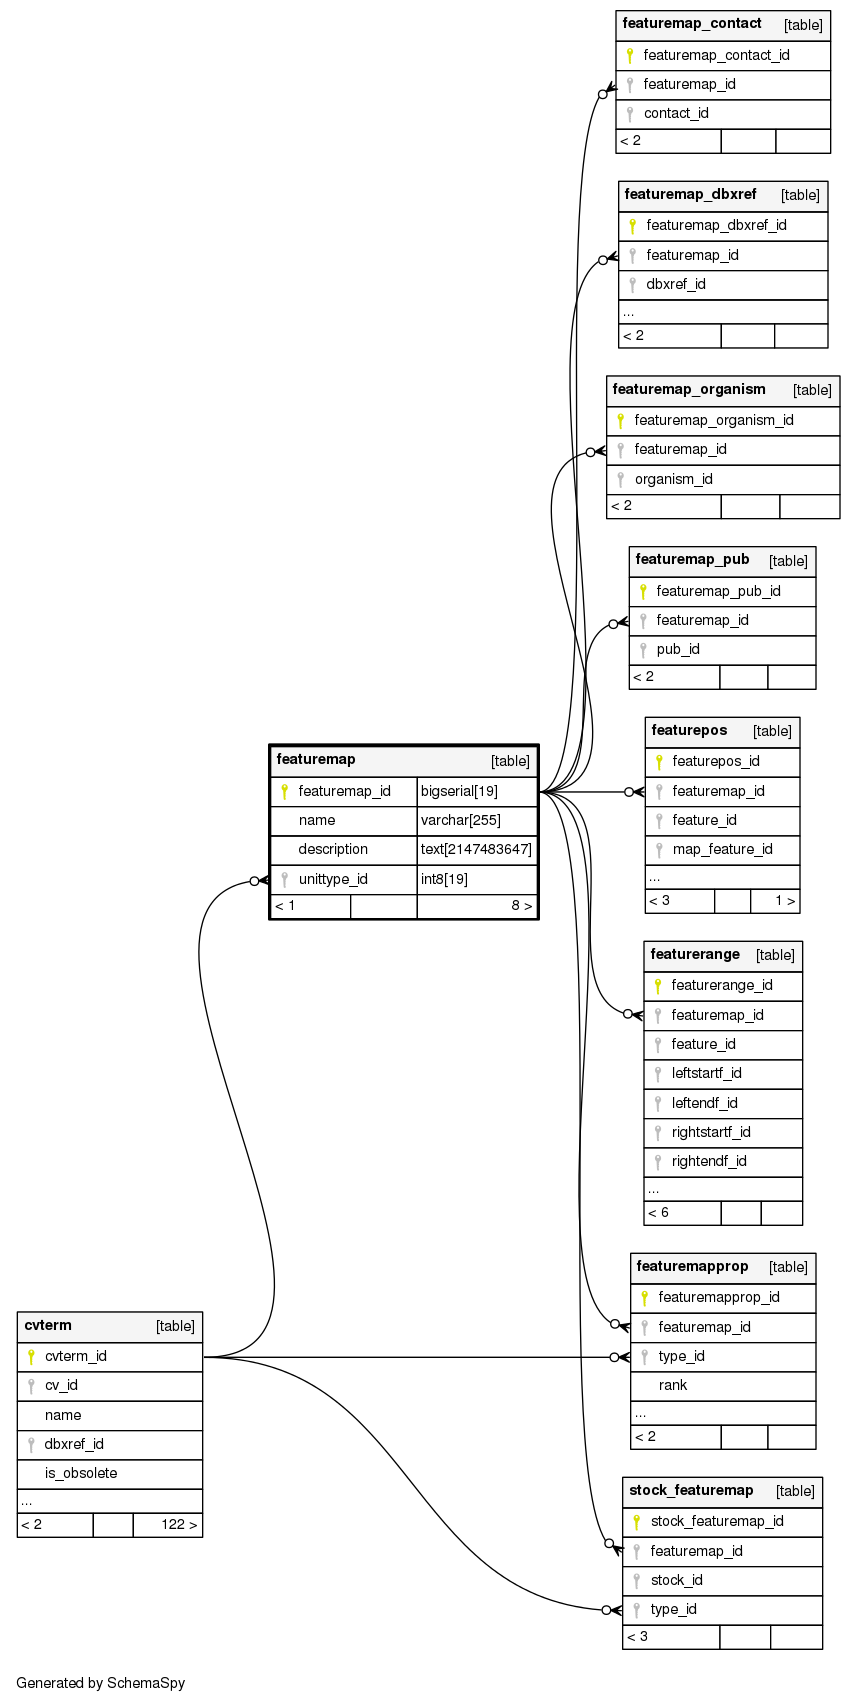 featuremap_contact [table]
featuremap_contact_id
featuremap_id
contact_id
< 2
featuremap_dbxref [table]
featuremap_dbxref_id
featuremap_id
dbxref_id
...
< 2
featuremap_organism [table]
featuremap_organism_id
featuremap_id
organism_id
< 2
featuremap_pub [table]
featuremap_pub_id
featuremap_id
pub_id
< 2
featurepos [table]
featurepos_id
featuremap_id
feature_id
map_feature_id
...
< 3 1 >
featuremap [table]
featuremap_id bigserial[19]
name varchar[255]
description text[2147483647]
unittype_id int8[19]
< 1 8 >
featurerange [table]
featurerange_id
featuremap_id
feature_id
leftstartf_id
leftendf_id
rightstartf_id
rightendf_id
...
< 6
featuremapprop [table]
featuremapprop_id
featuremap_id
type_id
rank
...
< 2
cvterm [table]
cvterm_id
cv_id
name
dbxref_id
is_obsolete
...
< 2 122 >
stock_featuremap [table]
stock_featuremap_id
featuremap_id
stock_id
type_id
< 3
Generated by SchemaSpy